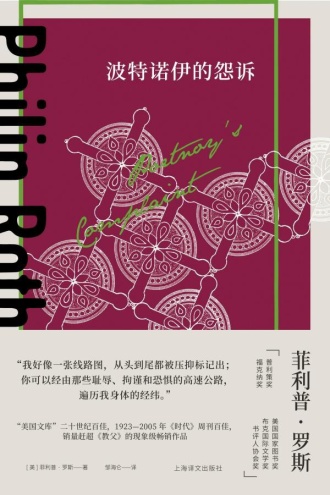 Philip Roth
波特诺伊的怨诉
Portnoy's
Complaint
“我好像一张线路图，从头到尾都被压抑标记出；
你可以经由那些耻辱、拘谨和恐惧的高速公路，
遍历我身体的经纬。”
“美国文库”二十世纪百佳，1923—2005年《时代》周刊百佳，
销量赶超《教父》的现象级畅销作品
菲利普·罗斯
普利策奖
福克纳奖
美国国家图书奖
布克国际文学奖
书评人协会奖
［美］菲利普·罗斯—著
邹海仑—译
上海译文出版社